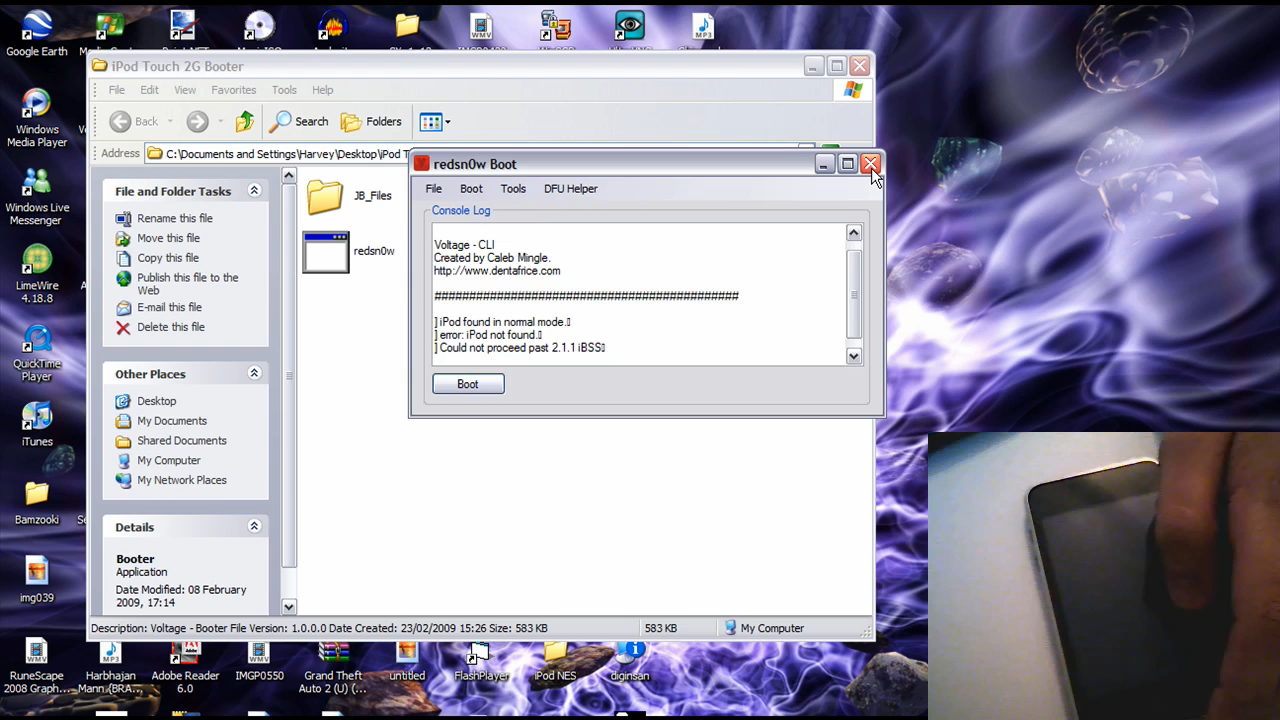 Google Earth
iPod Touch 2G Booter
File Edit View Favorites Tools Help
Back Search Folders
Address C:\Documents and Settings\Harvey\Desktop\iPod T
redsn0w Boot
File Boot Tools DFU Helper
Console Log
Voltage - CLI
Created by Caleb Mingle.
http://www.dentafrice.com
############################################
] iPod found in normal mode.
] error: iPod not found.
] Could not proceed past 2.1.1 iBSS
Boot
JB_Files
redsn0w
File and Folder Tasks
Rename this file
Move this file
Copy this file
Publish this file to the
Web
E-mail this file
Delete this file
Other Places
Desktop
My Documents
Shared Documents
My Computer
My Network Places
Details
Booter
Application
Date Modified: 08 February
2009, 17:14
Description: Voltage - Booter File Version: 1.0.0.0 Date Created: 23/02/2009 15:26 Size: 583 KB 583 KB My Computer
Windows
Media Player
Windows Live
Messenger
LimeWire
4.18.8
QuickTime
Player
iTunes
Bamzooki
img039
RuneScape
2008 Graph...
Harbhajan
Mann (BRA...
Adobe Reader
6.0
IMGP0550
Grand Theft
Auto 2 (U) (...
untitled
FlashPlayer
iPod NES
diginsan